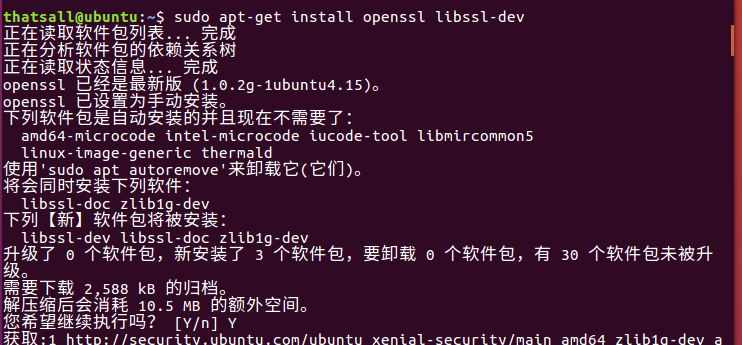 thatsall@ubuntu:~$ sudo apt-get install openssl libssl-dev
正在读取软件包列表... 完成
正在分析软件包的依赖关系树
正在读取状态信息... 完成
openssl 已经是最新版 (1.0.2g-1ubuntu4.15)。
openssl 已设置为手动安装。
下列软件包是自动安装的并且现在不需要了：
amd64-microcode intel-microcode iucode-tool libmircommon5
linux-image-generic thermald
使用'sudo apt autoremove'来卸载它(它们)。
将会同时安装下列软件：
libssl-doc zlib1g-dev
下列【新】软件包将被安装：
libssl-dev libssl-doc zlib1g-dev
升级了 0 个软件包，新安装了 3 个软件包，要卸载 0 个软件包，有 30 个软件包未被升
级。
需要下载 2,588 kB 的归档。
解压缩后会消耗 10.5 MB 的额外空间。
您希望继续执行吗？ [Y/n] Y
获取:1 http://security.ubuntu.com/ubuntu xenial-security/main amd64 zlib1g-dev a